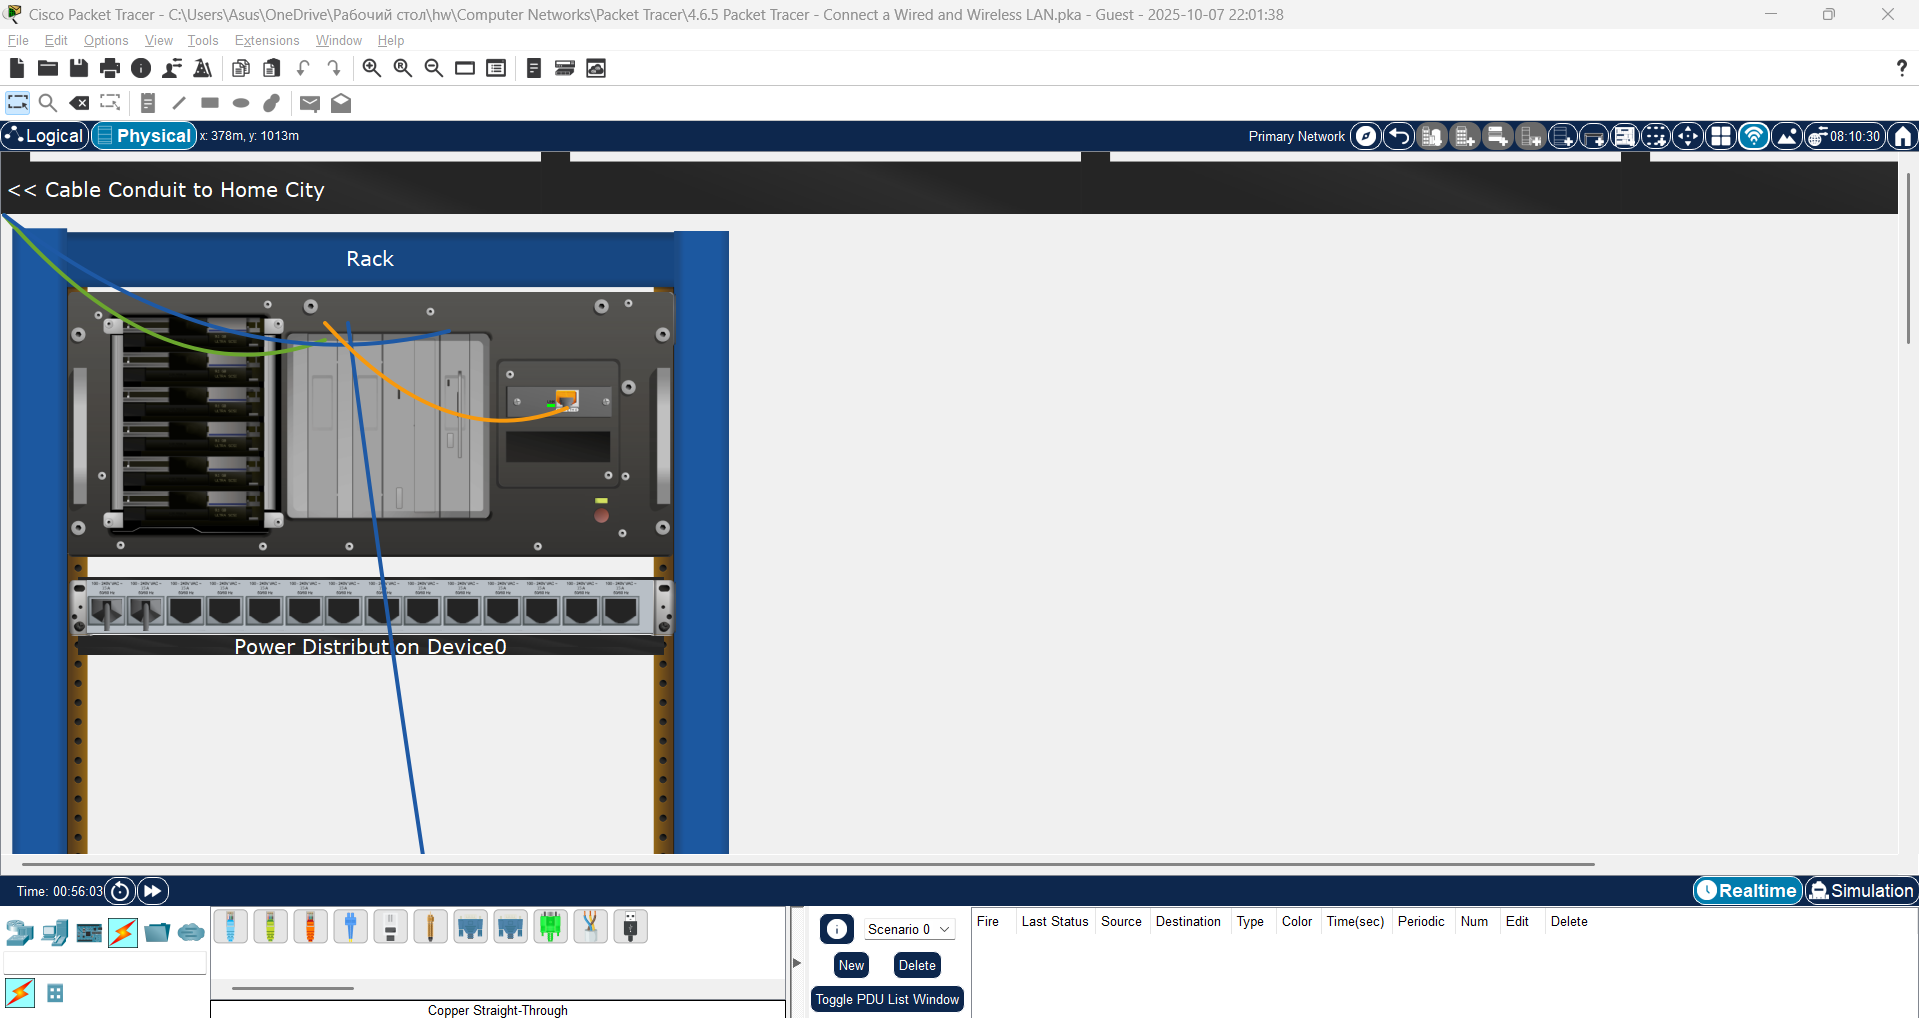 Cisco Packet Tracer - C:\Users\Asus\OneDrive\Рабочий стол\hw\Computer Networks\Packet Tracer\4.6.5 Packet Tracer - Connect a Wired and Wireless LAN.pka - Guest - 2025-10-07 22:01:38
File Edit Options View Tools Extensions Window Help
Logical Physical x: 378m, y: 1013m Primary Network 08:10:30
<< Cable Conduit to Home City
Rack
Power Distribution Device0
Time: 00:56:03 Realtime Simulation
Scenario 0 Fire Last Status Source Destination Type Color Time(sec) Periodic Num Edit Delete
New Delete
Toggle PDU List Window
Copper Straight-Through